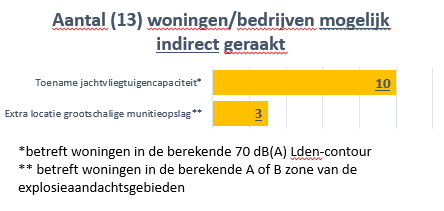 Aantal (13) woningen/bedrijven mogelijk
indirect geraakt
Toename jachtvliegtuigencapaciteit* 10
Extra locatie grootschalige munitieopslag** 3
*betreft woningen in de berekende 70 dB(A) Lden-contour
** betreft woningen in de berekende A of B zone van de
explosieaandachtsgebieden